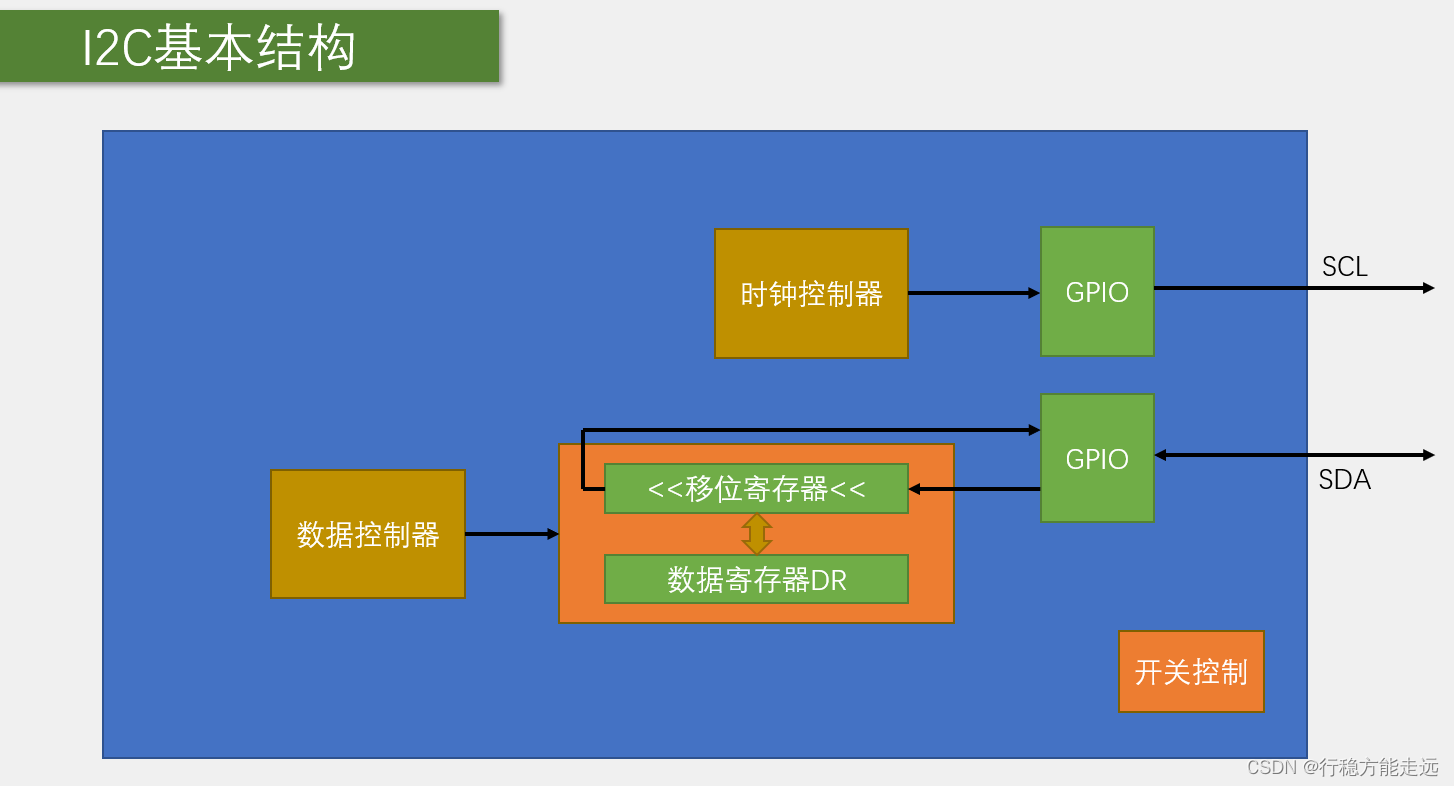 I2C基本结构
时钟控制器
GPIO
SCL
GPIO
SDA
<<移位寄存器<<
数据控制器
数据寄存器DR
开关控制
CSDN @行稳方能走远